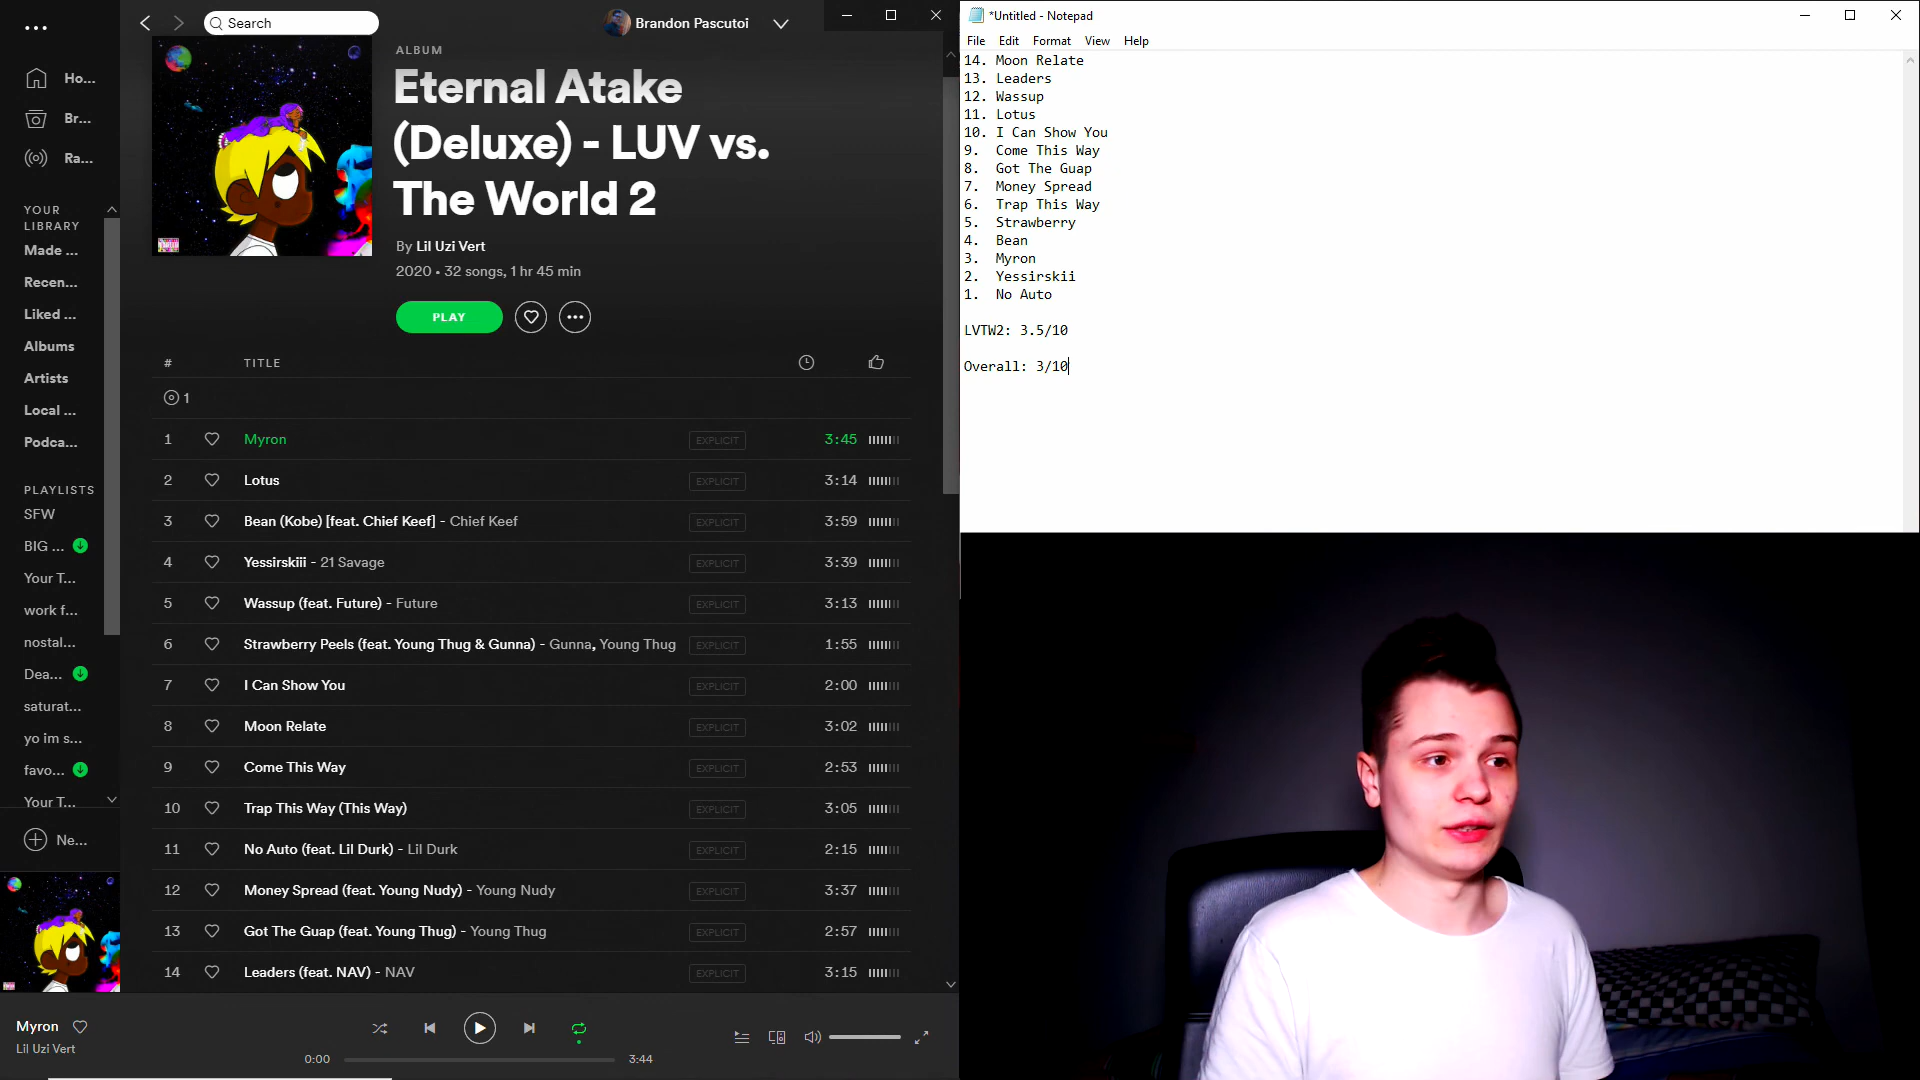 Search
Brandon Pascutoi
Ho...
Br...
Ra...
YOUR
LIBRARY
Made ...
Recen...
Liked ...
Albums
Artists
Local ...
Podca...
PLAYLISTS
SFW
BIG ...
Your T...
work f...
nostal...
Dea...
saturat...
yo im s...
favo...
Your T...
Ne...
ALBUM
Eternal Atake
(Deluxe) - LUV vs.
The World 2
By Lil Uzi Vert
2020 • 32 songs, 1 hr 45 min
PLAY
# TITLE
1
1 Myron EXPLICIT 3:45
2 Lotus EXPLICIT 3:14
3 Bean (Kobe) [feat. Chief Keef] - Chief Keef EXPLICIT 3:59
4 Yessirskiii - 21 Savage EXPLICIT 3:39
5 Wassup (feat. Future) - Future EXPLICIT 3:13
6 Strawberry Peels (feat. Young Thug & Gunna) - Gunna, Young Thug EXPLICIT 1:55
7 I Can Show You EXPLICIT 2:00
8 Moon Relate EXPLICIT 3:02
9 Come This Way EXPLICIT 2:53
10 Trap This Way (This Way) EXPLICIT 3:05
11 No Auto (feat. Lil Durk) - Lil Durk EXPLICIT 2:15
12 Money Spread (feat. Young Nudy) - Young Nudy EXPLICIT 3:37
13 Got The Guap (feat. Young Thug) - Young Thug EXPLICIT 2:57
14 Leaders (feat. NAV) - NAV EXPLICIT 3:15
Myron
Lil Uzi Vert
0:00 3:44
*Untitled - Notepad
File Edit Format View Help
14. Moon Relate
13. Leaders
12. Wassup
11. Lotus
10. I Can Show You
9. Come This Way
8. Got The Guap
7. Money Spread
6. Trap This Way
5. Strawberry
4. Bean
3. Myron
2. Yessirskii
1. No Auto
LVTW2: 3.5/10
Overall: 3/10